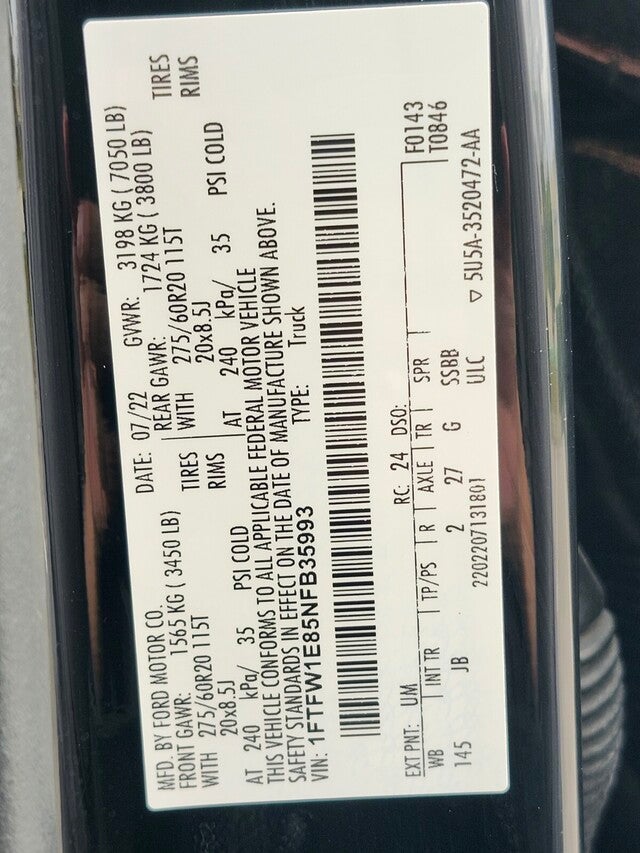 MFD. BY FORD MOTOR CO. DATE: 07/22 GVWR: 3198 KG ( 7050 LB)
FRONT GAWR: 1565 KG ( 3450 LB) REAR GAWR: 1724 KG ( 3800 LB)
WITH 275/60R20 115T TIRES WITH 275/60R20 115T TIRES
20x8.5J RIMS 20x8.5J RIMS
AT 240 kPa/ 35 PSI COLD AT 240 kPa/ 35 PSI COLD
THIS VEHICLE CONFORMS TO ALL APPLICABLE FEDERAL MOTOR VEHICLE
SAFETY STANDARDS IN EFFECT ON THE DATE OF MANUFACTURE SHOWN ABOVE.
VIN: 1FTFW1E85NFB35993 TYPE: Truck
EXT PNT: UM RC: 24 DSO: F0143
WB INT TR TP/PS R AXLE TR SPR T0846
145 JB 2 27 G SSBB
2202207131801 ULC ▽ 5U5A-3520472-AA